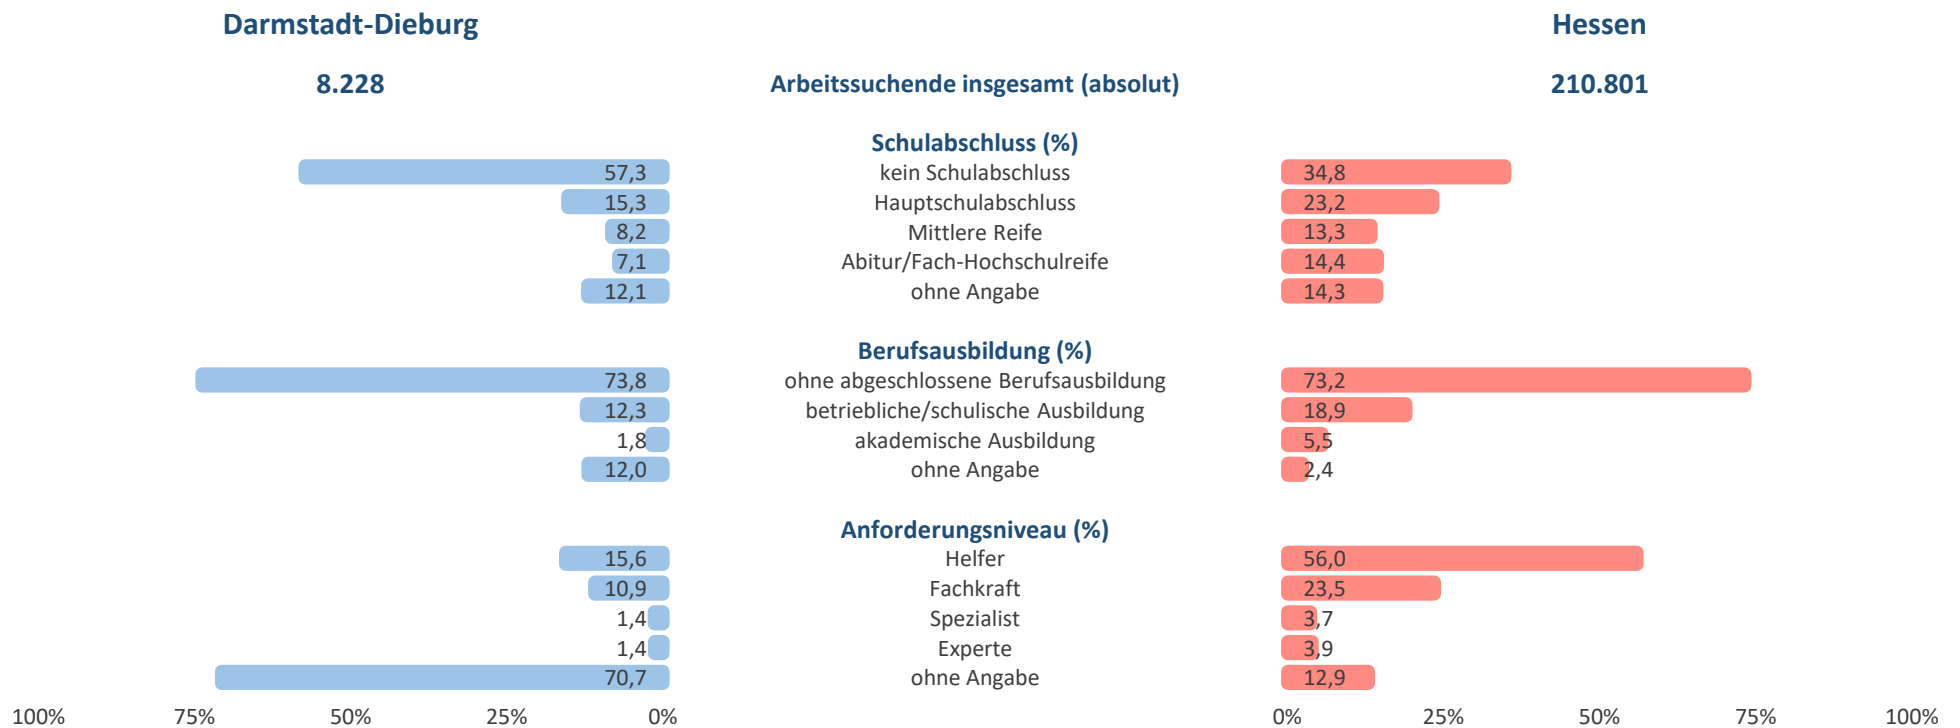 Darmstadt-Dieburg Hessen
8.228 Arbeitssuchende insgesamt (absolut) 210.801
Schulabschluss (%)
57,3 kein Schulabschluss 34,8
15,3 Hauptschulabschluss 23,2
8,2 Mittlere Reife 13,3
7,1 Abitur/Fach-Hochschulreife 14,4
12,1 ohne Angabe 14,3
Berufsausbildung (%)
73,8 ohne abgeschlossene Berufsausbildung 73,2
12,3 betriebliche/schulische Ausbildung 18,9
1,8 akademische Ausbildung 5,5
12,0 ohne Angabe 2,4
Anforderungsniveau (%)
15,6 Helfer 56,0
10,9 Fachkraft 23,5
1,4 Spezialist 3,7
1,4 Experte 3,9
70,7 ohne Angabe 12,9
100% 75% 50% 25% 0% 0% 25% 50% 75% 100%